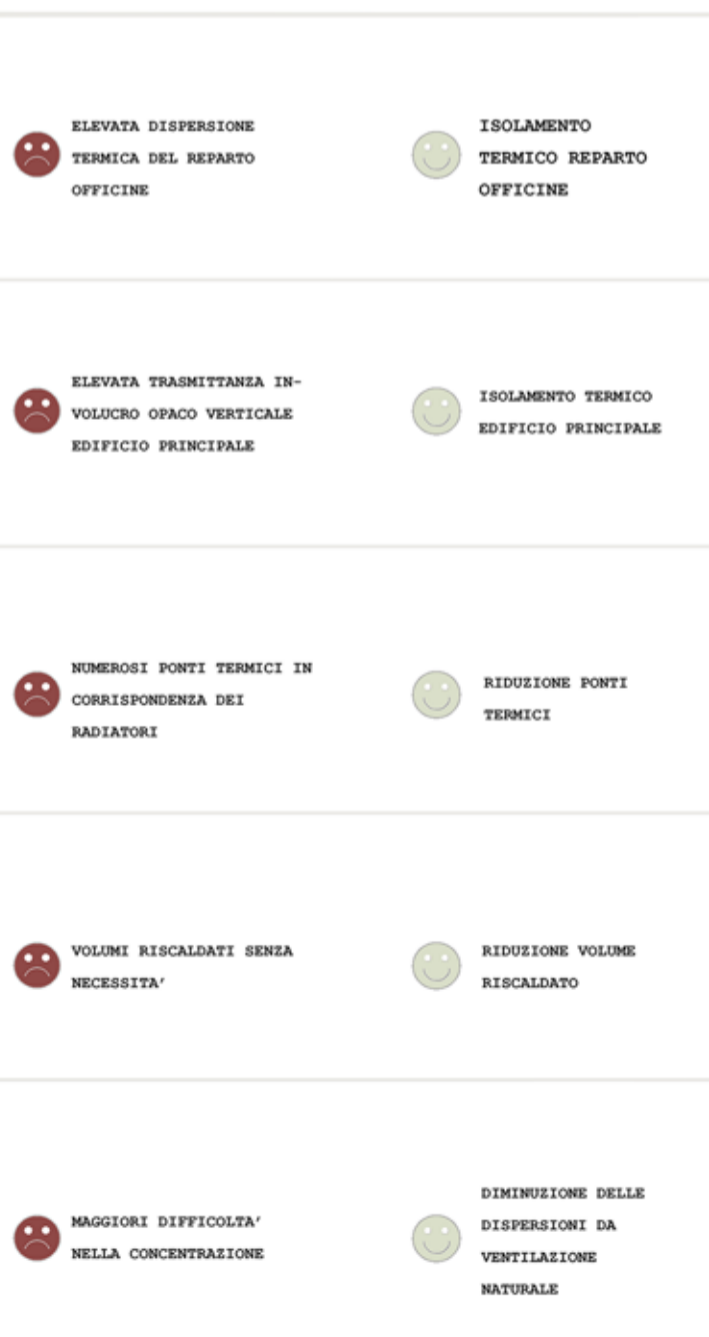 ELEVATA DISPERSIONE
TERMICA DEL REPARTO
OFFICINE
ISOLAMENTO
TERMICO REPARTO
OFFICINE
ELEVATA TRASMITTANZA IN-
VOLUCRO OPACO VERTICALE
EDIFICIO PRINCIPALE
ISOLAMENTO TERMICO
EDIFICIO PRINCIPALE
NUMEROSI PONTI TERMICI IN
CORRISPONDENZA DEI
RADIATORI
RIDUZIONE PONTI
TERMICI
VOLUMI RISCALDATI SENZA
NECESSITA’
RIDUZIONE VOLUME
RISCALDATO
MAGGIORI DIFFICOLTA’
NELLA CONCENTRAZIONE
DIMINUZIONE DELLE
DISPERSIONI DA
VENTILAZIONE
NATURALE